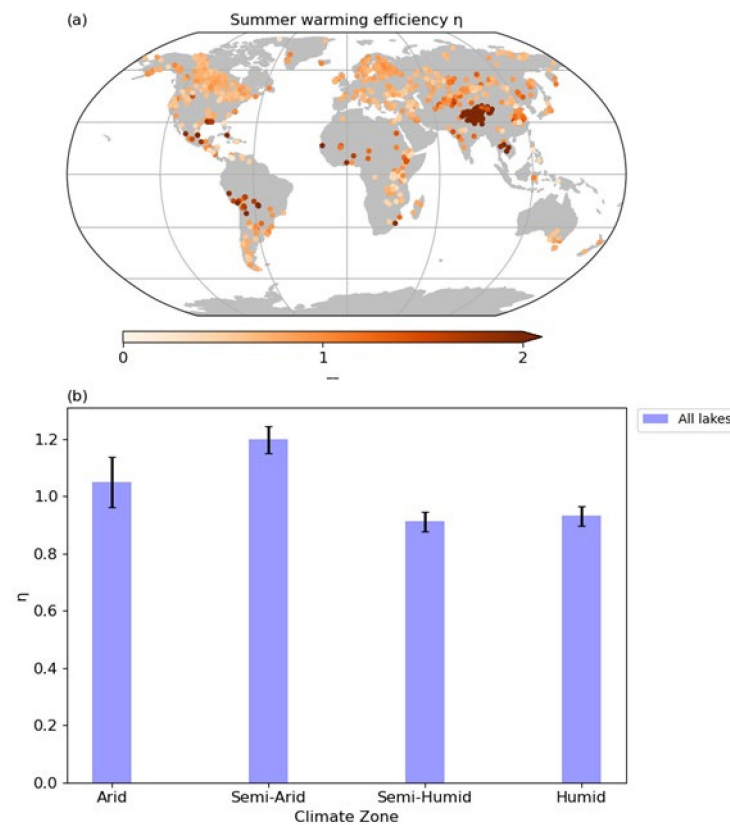 (a)
Summer warming efficiency η
0 1 2
—
(b)
All lakes
1.2
1.0
0.8
η
0.6
0.4
0.2
0.0
Arid Semi-Arid Semi-Humid Humid
Climate Zone